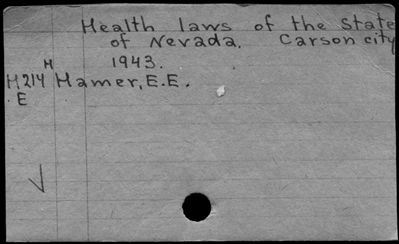 Health laws of the State
of Nevada. Carson city
H 1943.
H214 Hamer, E.E.
E